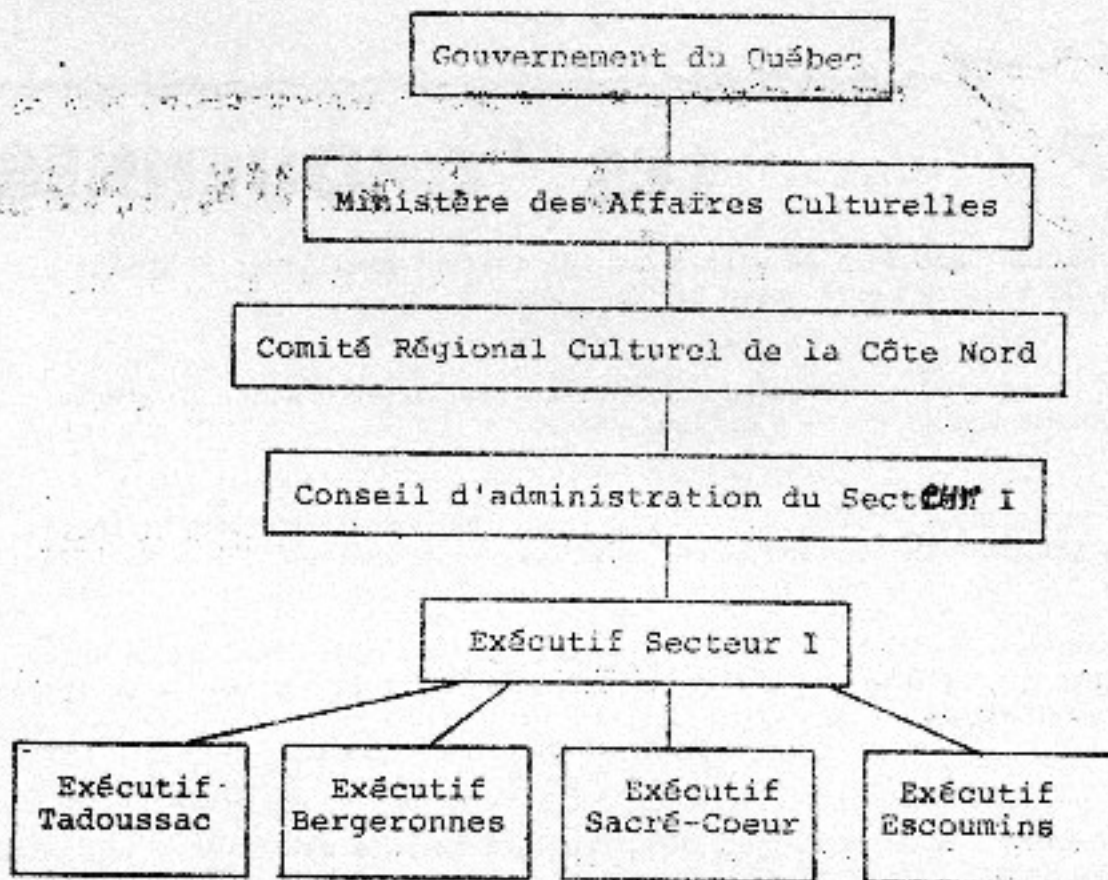 Gouvernement du Québec
Ministère des Affaires Culturelles
Comité Régional Culturel de la Côte Nord
Conseil d'administration du Secteur I
Exécutif Secteur I
Exécutif
Tadoussac
Exécutif
Bergeronnes
Exécutif
Sacré-Coeur
Exécutif
Escoumins